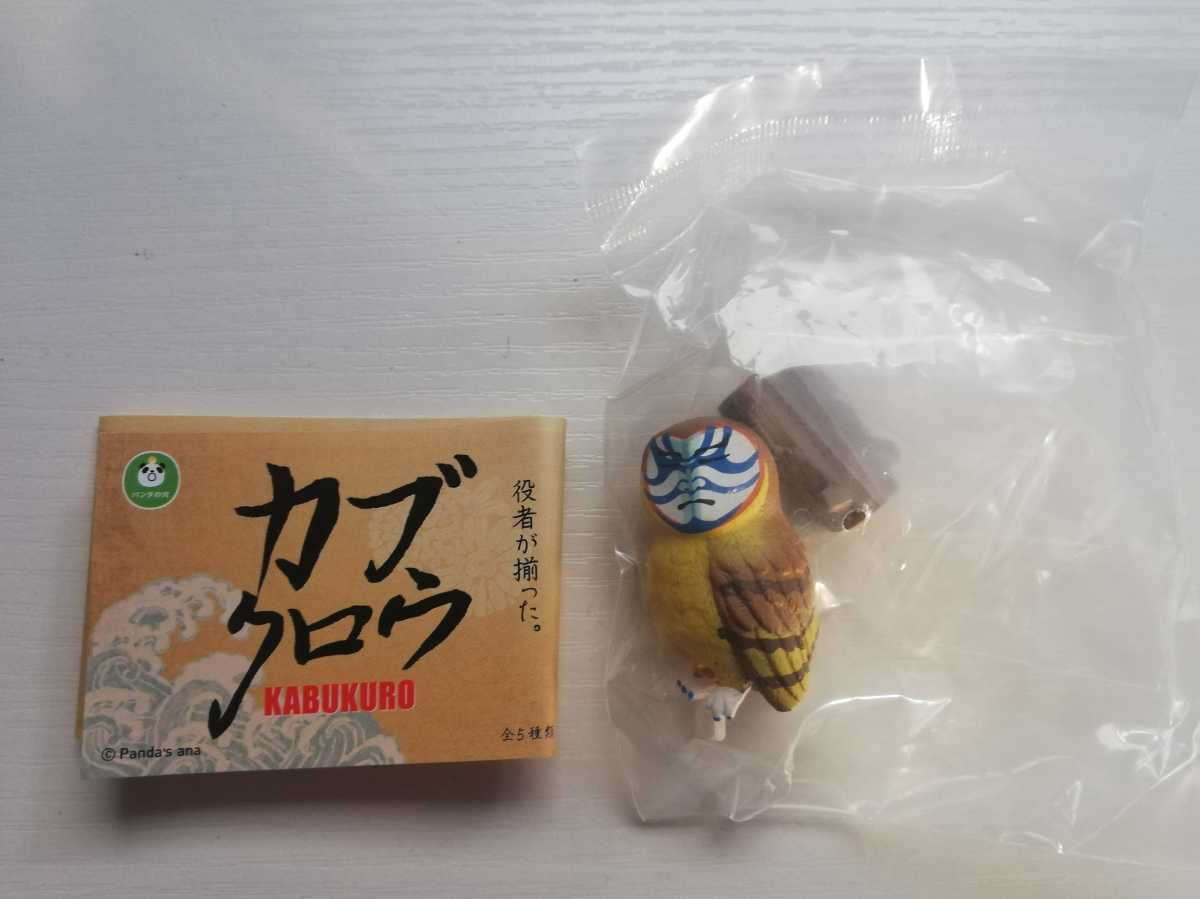 パンダの穴
カブ
クロウ
KABUKURO
役者が揃った。
全5種類
© Panda's ana